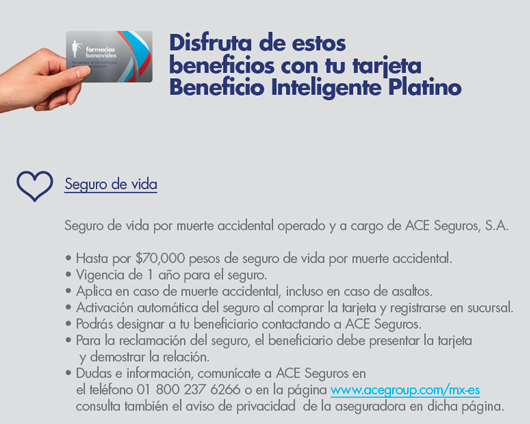 farmacias
benavides
Disfruta de estos
beneficios con tu tarjeta
Beneficio Inteligente Platino
Seguro de vida
Seguro de vida por muerte accidental operado y a cargo de ACE Seguros, S.A.
• Hasta por $70,000 pesos de seguro de vida por muerte accidental.
• Vigencia de 1 año para el seguro.
• Aplica en caso de muerte accidental, incluso en caso de asaltos.
• Activación automática del seguro al comprar la tarjeta y registrarse en sucursal.
• Podrás designar a tu beneficiario contactando a ACE Seguros.
• Para la reclamación del seguro, el beneficiario debe presentar la tarjeta
y demostrar la relación.
• Dudas e información, comunícate a ACE Seguros en
el teléfono 01 800 237 6266 o en la página www.acegroup.com/mx-es
consulta también el aviso de privacidad de la aseguradora en dicha página.